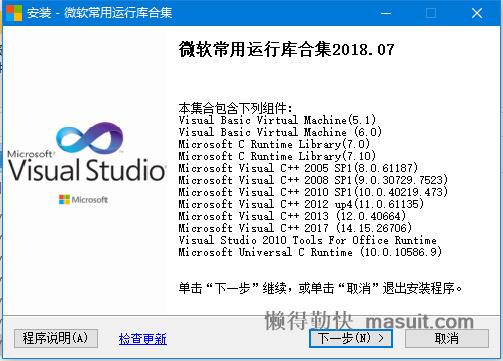 安装 - 微软常用运行库合集
微软常用运行库合集2018.07
本集合包含下列组件:
Visual Basic Virtual Machine(5.1)
Visual Basic Virtual Machine (6.0)
Microsoft C Runtime Library(7.0)
Microsoft C Runtime Library(7.10)
Microsoft Visual C++ 2005 SP1(8.0.61187)
Microsoft Visual C++ 2008 SP1(9.0.30729.7523)
Microsoft Visual C++ 2010 SP1(10.0.40219.473)
Microsoft Visual C++ 2012 up4(11.0.61135)
Microsoft Visual C++ 2013 (12.0.40664)
Microsoft Visual C++ 2017 (14.15.26706)
Visual Studio 2010 Tools For Office Runtime
Microsoft Universal C Runtime (10.0.10586.9)
Microsoft
Visual Studio
Microsoft
单击“下一步”继续，或单击“取消”退出安装程序。
懒得勤快 masuit.com
程序说明(A)
检查更新
下一步(N) >
取消